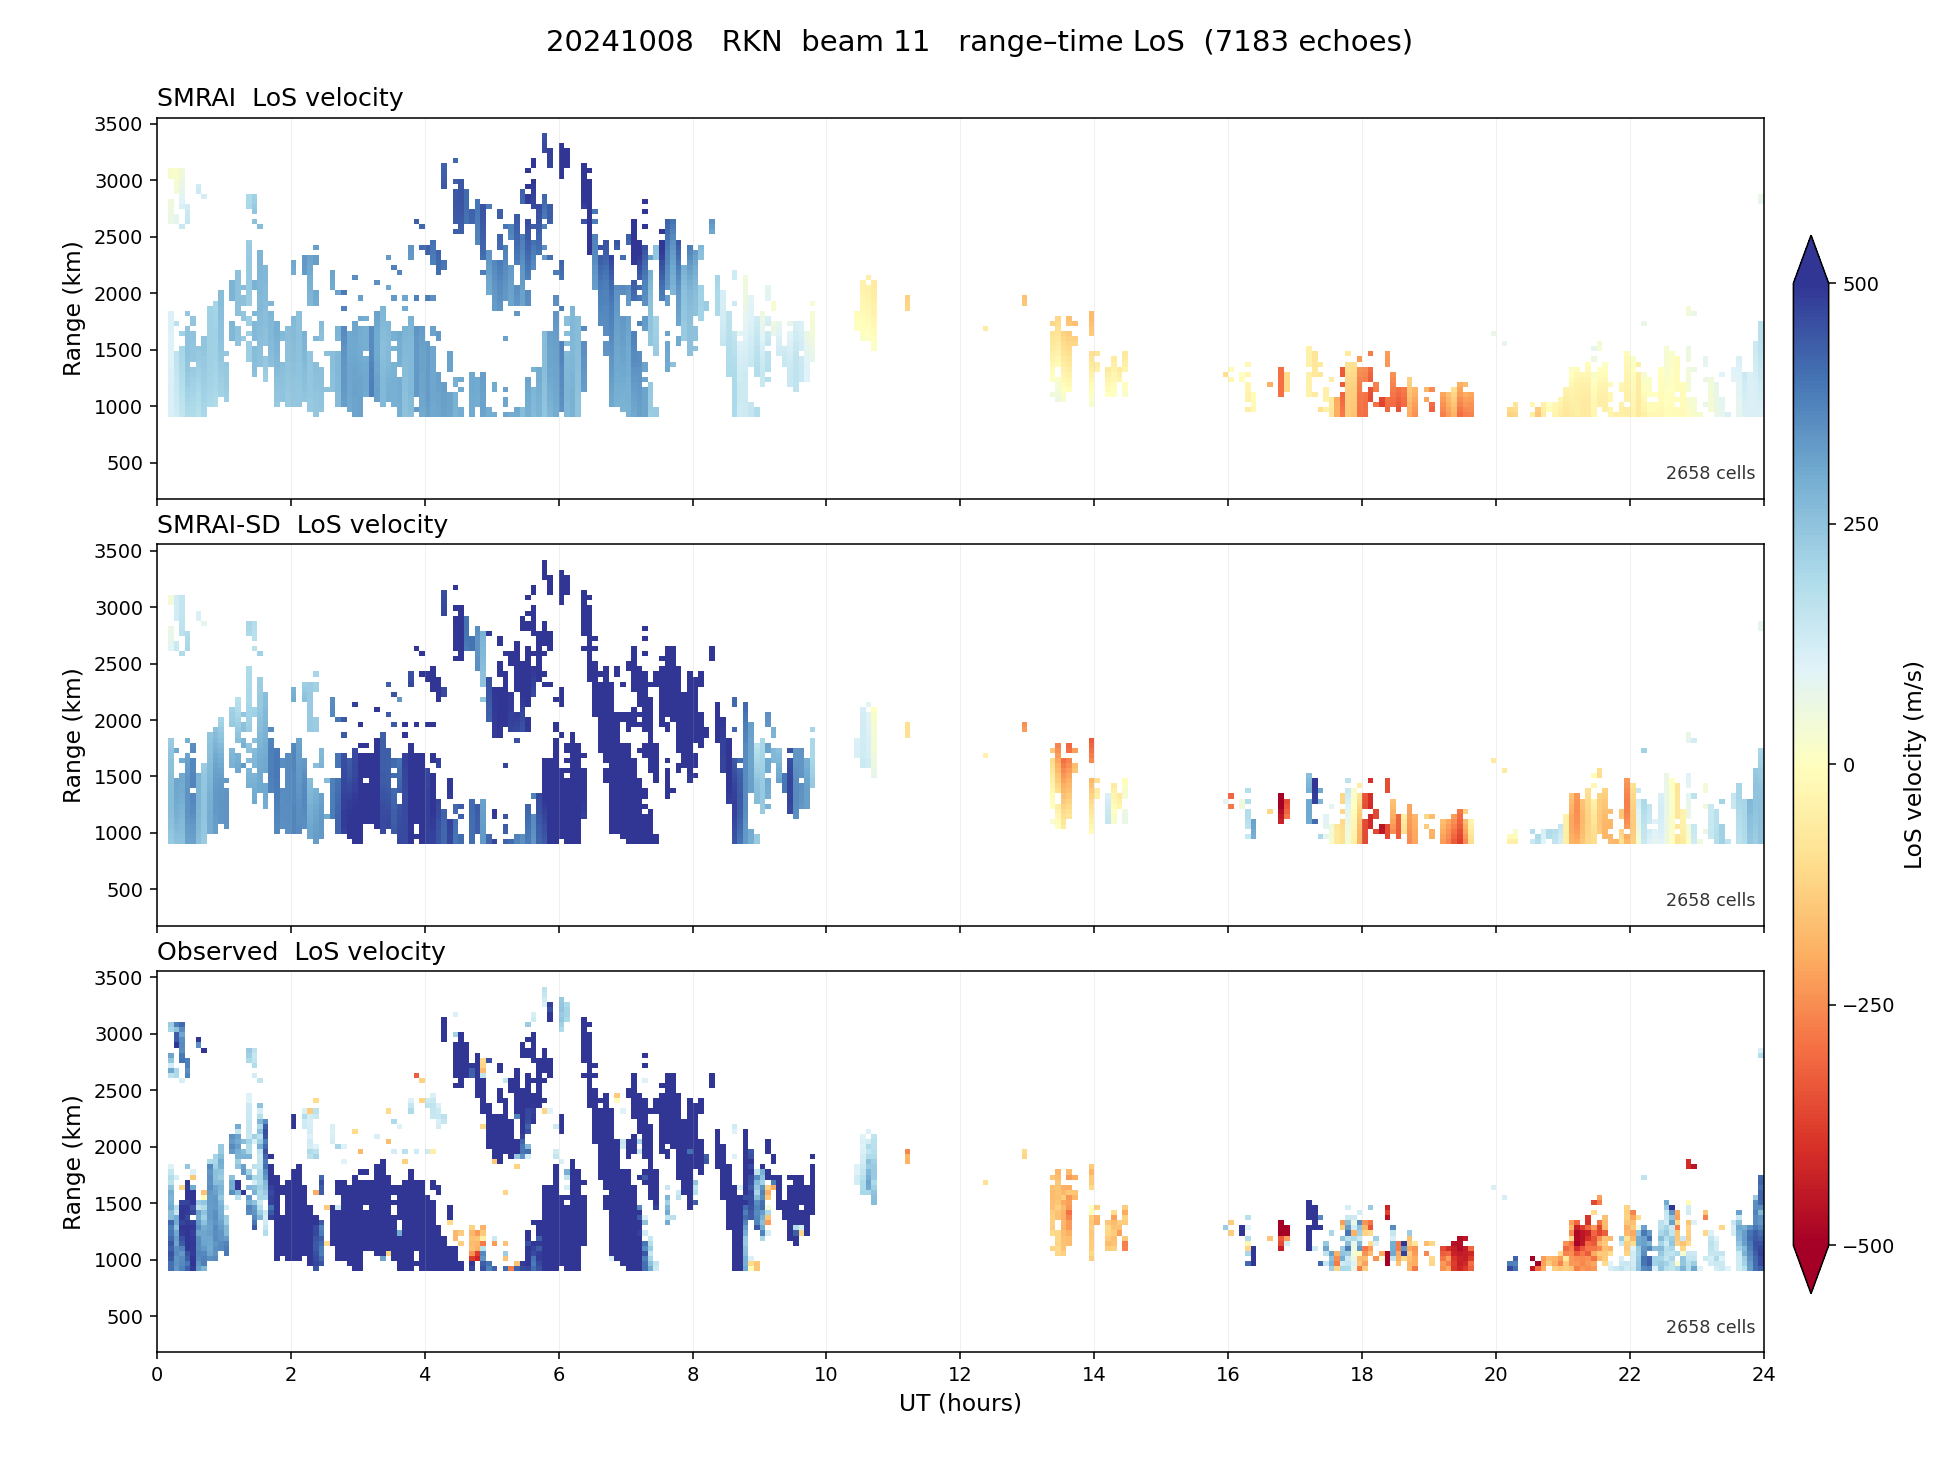 20241008 RKN beam 11 range–time LoS (7183 echoes)
SMRAI LoS velocity
3500
3000
2500
2000
1500
1000
500
Range (km)
2658 cells
SMRAI-SD LoS velocity
3500
3000
2500
2000
1500
1000
500
Range (km)
2658 cells
Observed LoS velocity
3500
3000
2500
2000
1500
1000
500
Range (km)
2658 cells
0 2 4 6 8 10 12 14 16 18 20 22 24
UT (hours)
500
250
0
−250
−500
LoS velocity (m/s)